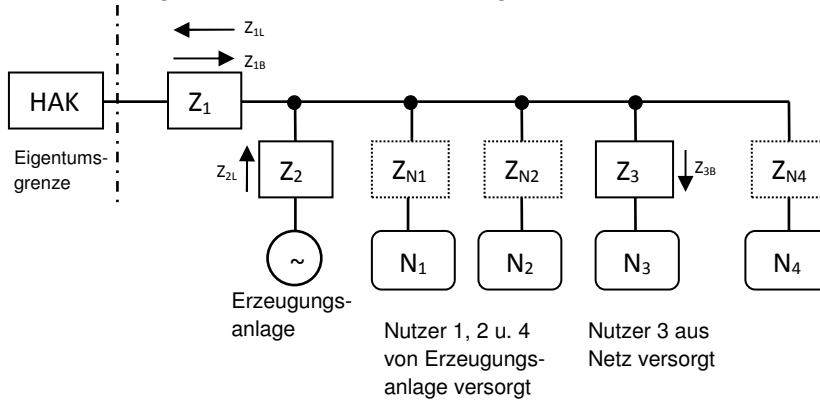 Z1L
Z1B
HAK
Z1
Eigentums-
grenze
Z2L
Z2
ZN1
ZN2
Z3
Z3B
ZN4
~
N1
N2
N3
N4
Erzeugungs-
anlage
Nutzer 1, 2 u. 4
von Erzeugungs-
anlage versorgt
Nutzer 3 aus
Netz versorgt